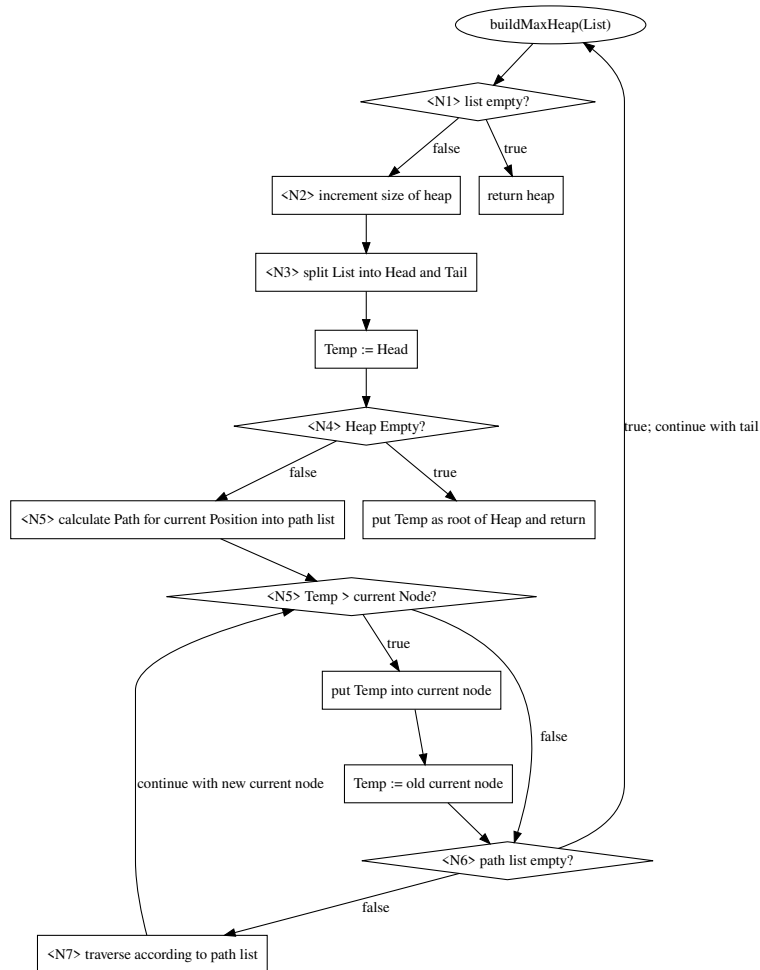 buildMaxHeap(List)
<N1> list empty?
false
true
<N2> increment size of heap
return heap
<N3> split List into Head and Tail
Temp := Head
<N4> Heap Empty?
true; continue with tail
false
true
<N5> calculate Path for current Position into path list
put Temp as root of Heap and return
<N5> Temp > current Node?
true
put Temp into current node
false
continue with new current node
Temp := old current node
<N6> path list empty?
false
<N7> traverse according to path list